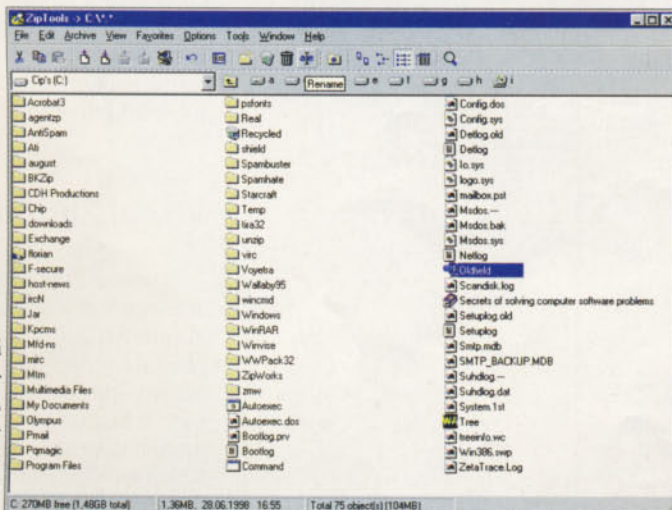 ZipTools -> C:\*.*
File Edit Archive View Favorites Options Tools Window Help
Cip's (C:)
a
Rename
e
f
g
h
i
Acrobat3
agentzp
AntiSpam
Ati
august
BKZip
CDH Productions
Chip
downloads
Exchange
florian
F-secure
host-news
ircN
Jar
Kpcms
Mfd-ns
mirc
Mtm
Multimedia Files
My Documents
Olympus
Pmail
Pqmagic
Program Files
psfonts
Real
Recycled
shield
Spambuster
Spamhate
Starcraft
Temp
tira32
unzip
virc
Voyetra
Wallaby95
wincmd
Windows
WinRAR
Winvise
WWPack32
ZipWorks
zmw
Autoexec
Autoexec.dos
Bootlog.prv
Bootlog
Command
Config.dos
Config.sys
Detlog.old
Detlog
Io.sys
logo.sys
mailbox.pst
Msdos.---
Msdos.bak
Msdos.sys
Netlog
Oldfield
Scandisk.log
Secrets of solving computer software problems
Setuplog.old
Setuplog
Smtp.mdb
SMTP_BACKUP.MDB
Suhdlog.---
Suhdlog.dat
System.1st
Tree
treeinfo.wc
Win386.swp
ZetaTrace.Log
C: 270MB free (1,48GB total)
1,36MB, 28.06.1998 16:55
Total 75 object(s) (104MB)